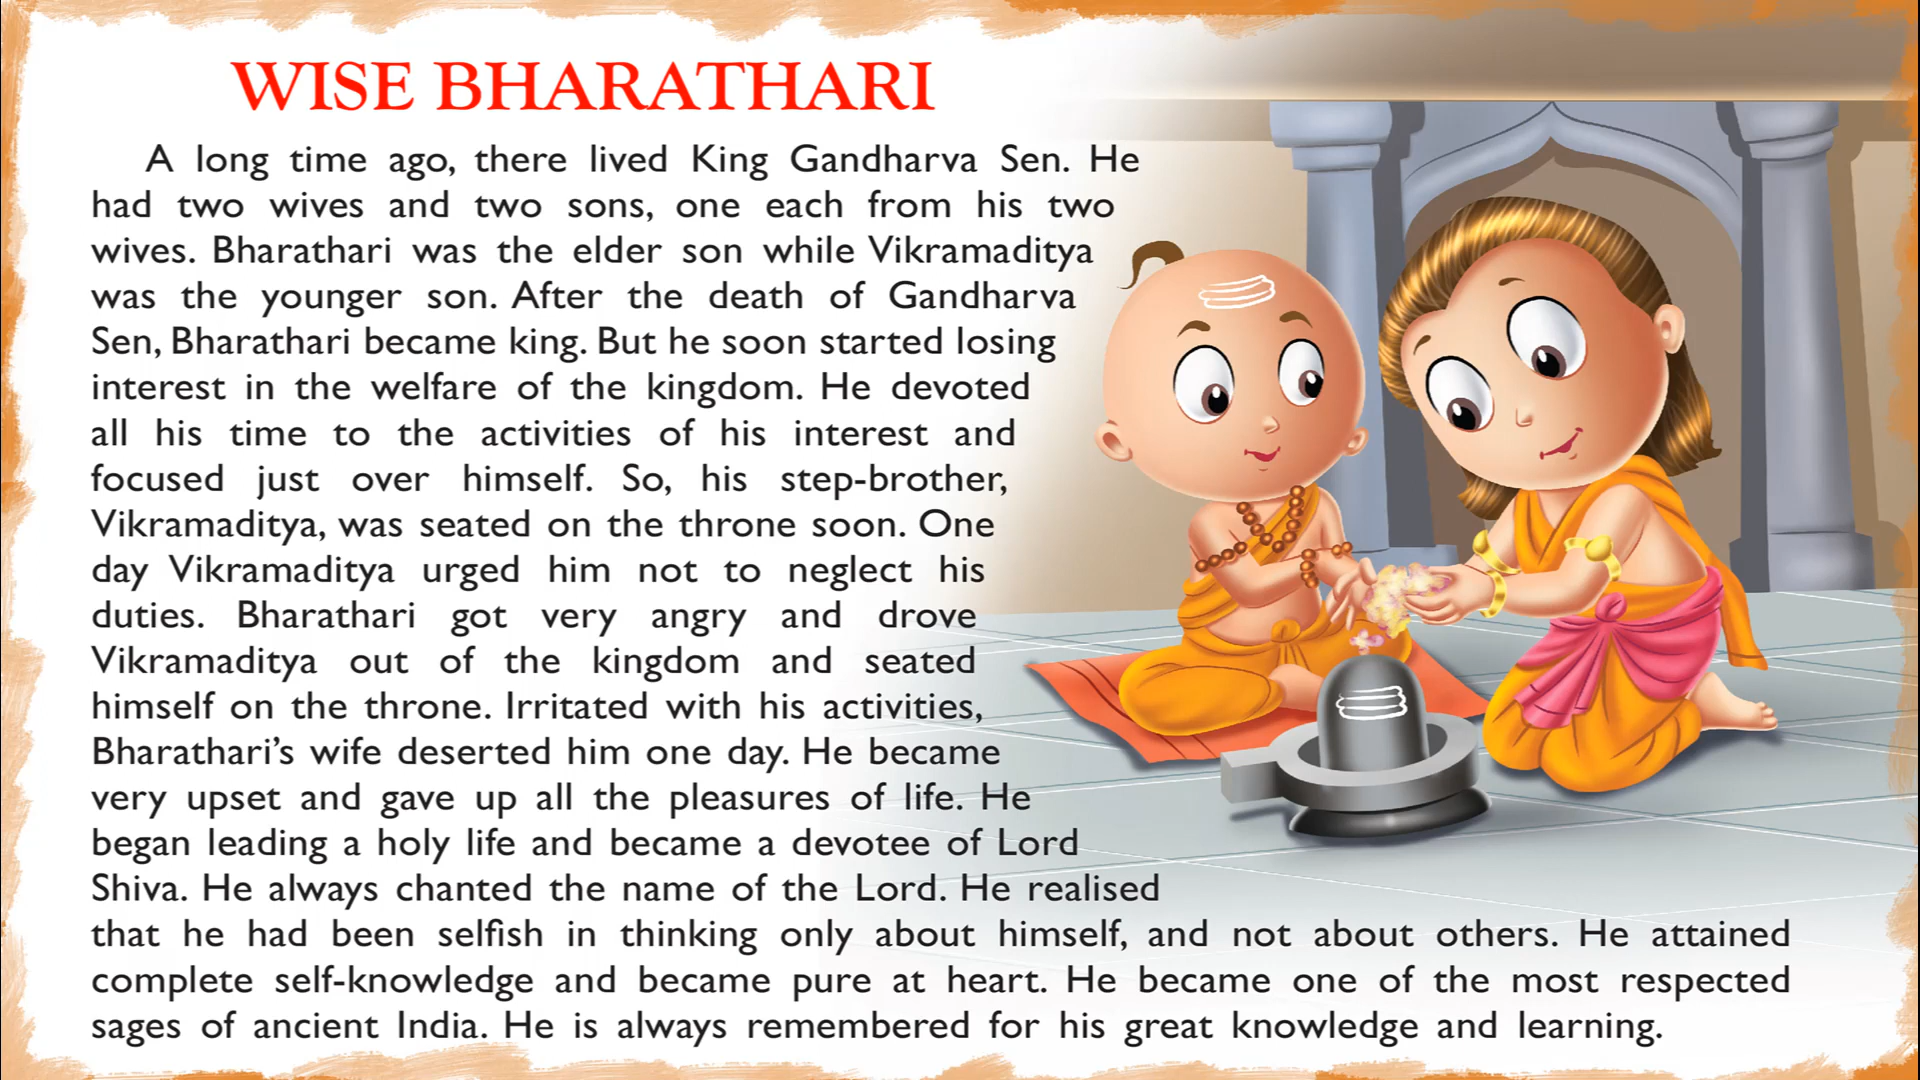 WISE BHARATHARI
A long time ago, there lived King Gandharva Sen. He
had two wives and two sons, one each from his two
wives. Bharathari was the elder son while Vikramaditya
was the younger son. After the death of Gandharva
Sen, Bharathari became king. But he soon started losing
interest in the welfare of the kingdom. He devoted
all his time to the activities of his interest and
focused just over himself. So, his step-brother,
Vikramaditya, was seated on the throne soon. One
day Vikramaditya urged him not to neglect his
duties. Bharathari got very angry and drove
Vikramaditya out of the kingdom and seated
himself on the throne. Irritated with his activities,
Bharathari’s wife deserted him one day. He became
very upset and gave up all the pleasures of life. He
began leading a holy life and became a devotee of Lord
Shiva. He always chanted the name of the Lord. He realised
that he had been selfish in thinking only about himself, and not about others. He attained
complete self-knowledge and became pure at heart. He became one of the most respected
sages of ancient India. He is always remembered for his great knowledge and learning.